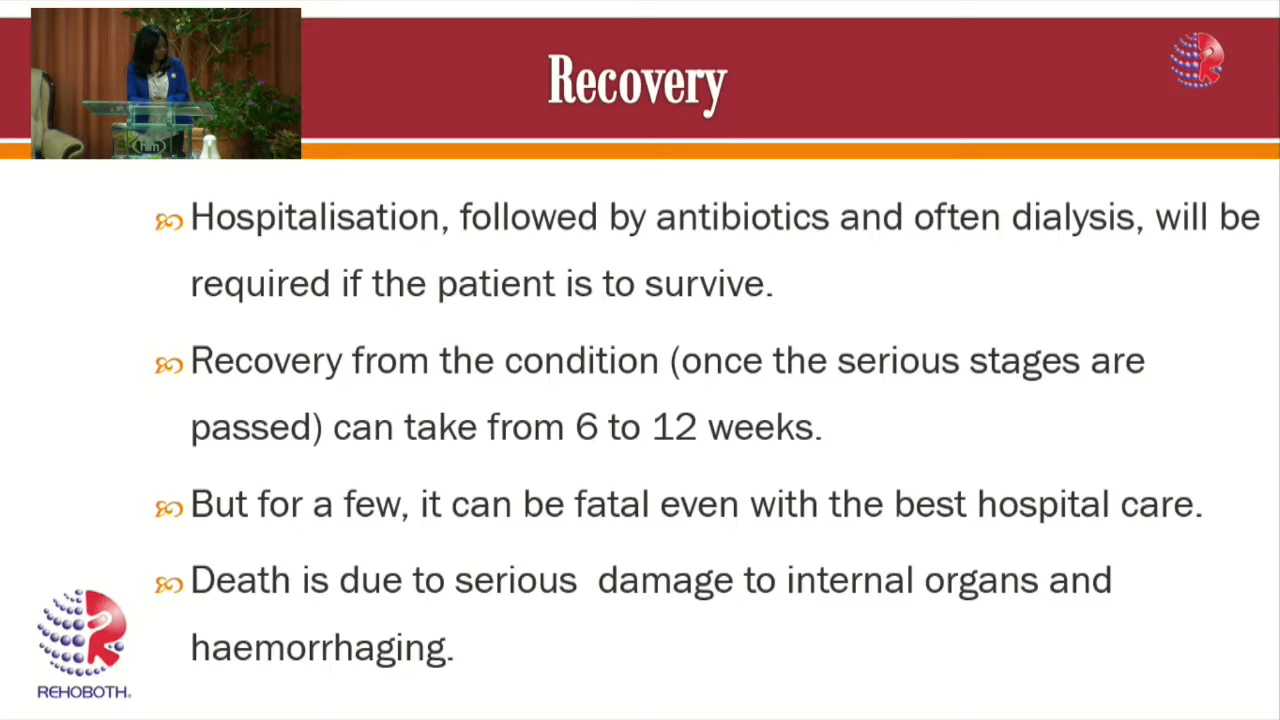 Recovery
Hospitalisation, followed by antibiotics and often dialysis, will be
required if the patient is to survive.
Recovery from the condition (once the serious stages are
passed) can take from 6 to 12 weeks.
But for a few, it can be fatal even with the best hospital care.
Death is due to serious damage to internal organs and
haemorrhaging.
REHOBOTH